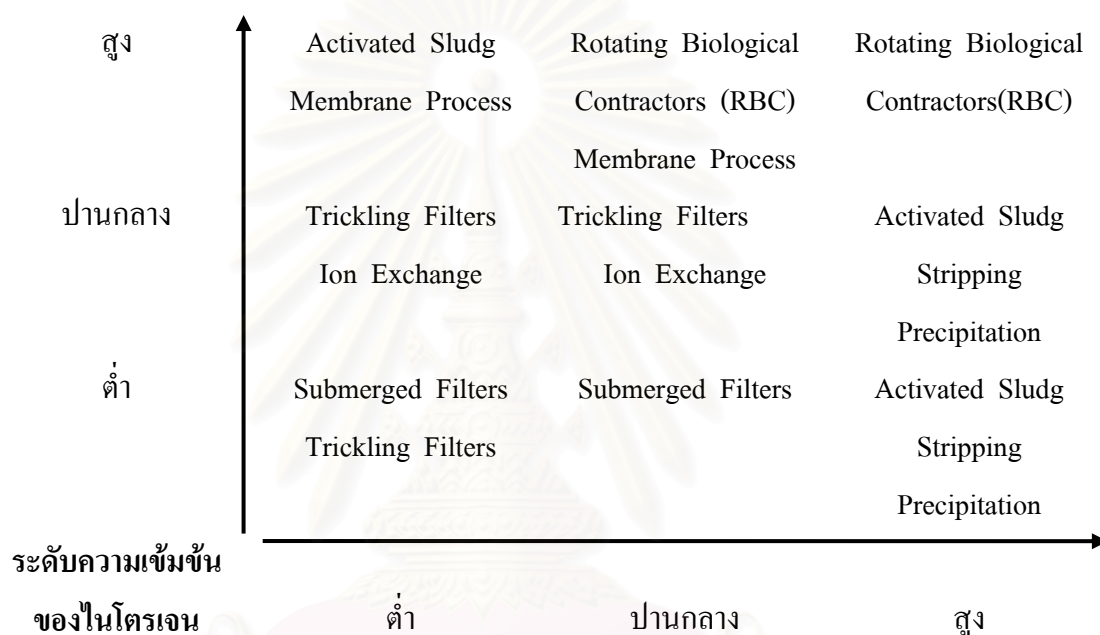 สูง Activated Sludg Rotating Biological Rotating Biological
Membrane Process Contractors (RBC) Contractors(RBC)
Membrane Process
ปานกลาง Trickling Filters Trickling Filters Activated Sludg
Ion Exchange Ion Exchange Stripping
Precipitation
ต่ำ Submerged Filters Submerged Filters Activated Sludg
Trickling Filters Stripping
Precipitation
ระดับความเข้มข้น
ของไนโตรเจน ต่ำ ปานกลาง สูง